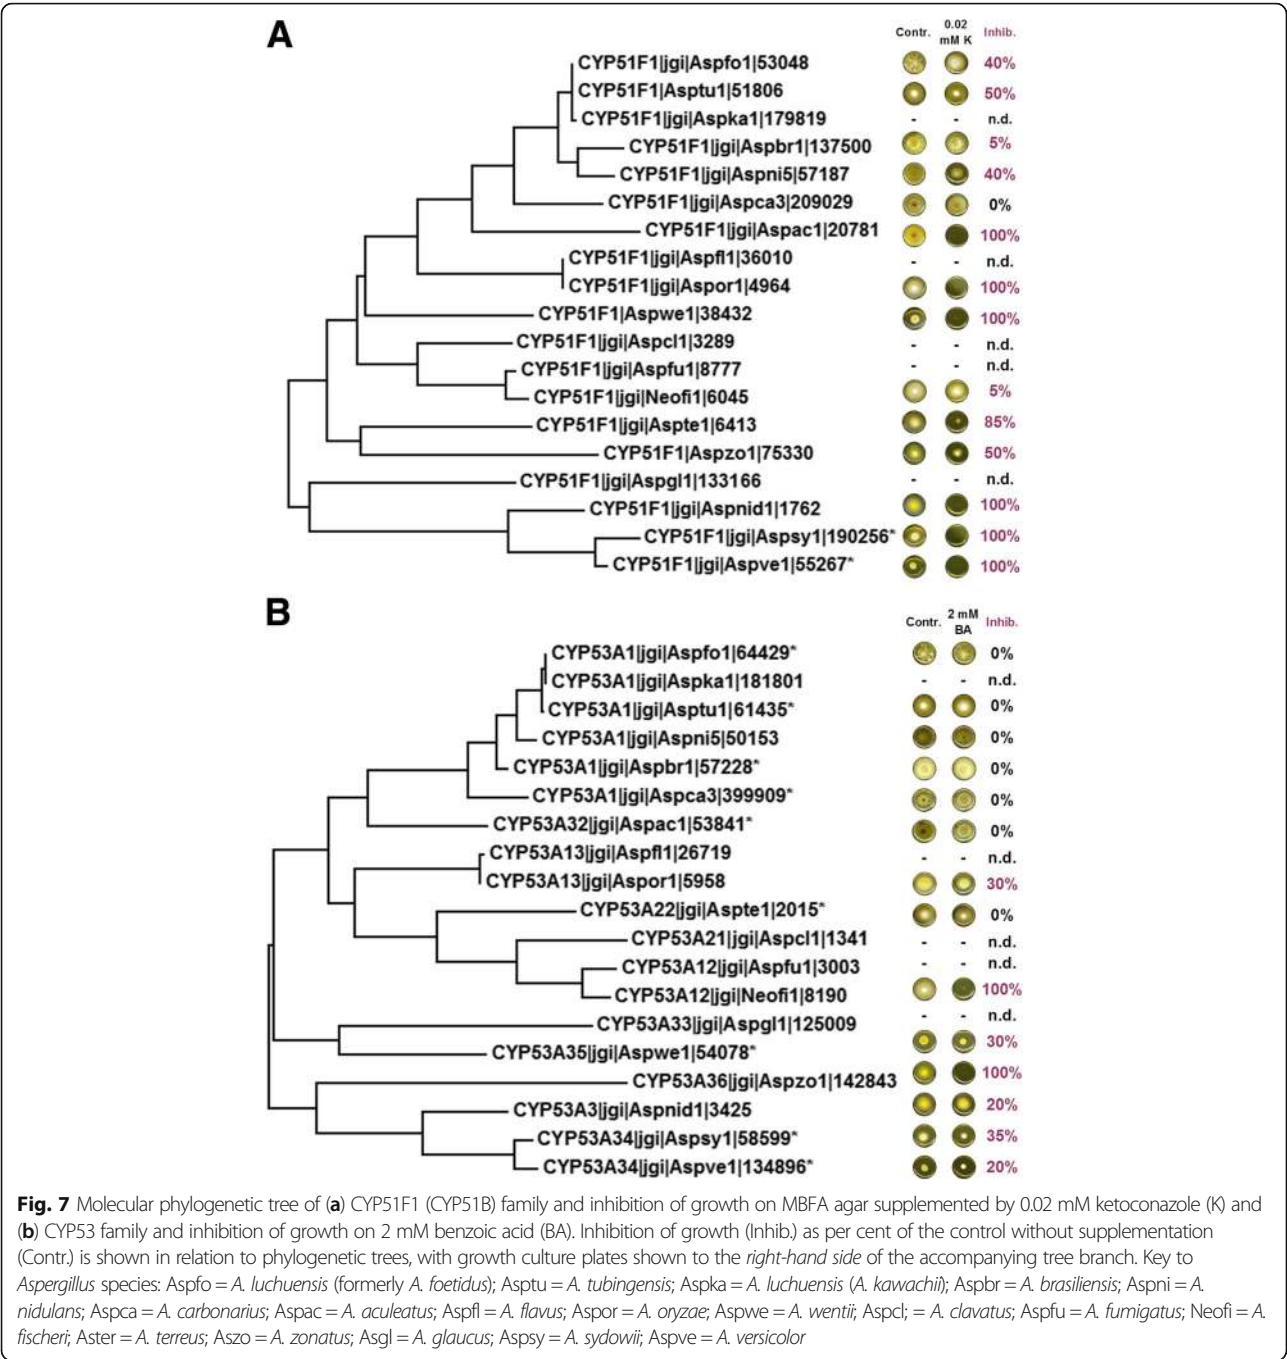 A
Contr. 0.02 mM K Inhib.
CYP51F1|jgi|Aspfo1|53048 40%
CYP51F1|Asptu1|51806 50%
CYP51F1|jgi|Aspka1|179819 - - n.d.
CYP51F1|jgi|Aspbr1|137500 5%
CYP51F1|jgi|Aspni5|57187 40%
CYP51F1|jgi|Aspca3|209029 0%
CYP51F1|jgi|Aspac1|20781 100%
CYP51F1|jgi|Aspfl1|36010 - - n.d.
CYP51F1|jgi|Aspor1|4964 100%
CYP51F1|Aspwe1|38432 100%
CYP51F1|jgi|Aspcl1|3289 - - n.d.
CYP51F1|jgi|Aspfu1|8777 - - n.d.
CYP51F1|jgi|Neofi1|6045 5%
CYP51F1|jgi|Aspte1|6413 85%
CYP51F1|Aspzo1|75330 50%
CYP51F1|jgi|Aspgl1|133166 - - n.d.
CYP51F1|jgi|Aspnid1|1762 100%
CYP51F1|jgi|Aspsy1|190256* 100%
CYP51F1|jgi|Aspve1|55267* 100%
B
Contr. 2 mM BA Inhib.
CYP53A1|jgi|Aspfo1|64429* 0%
CYP53A1|jgi|Aspka1|181801 - - n.d.
CYP53A1|jgi|Asptu1|61435* 0%
CYP53A1|jgi|Aspni5|50153 0%
CYP53A1|jgi|Aspbr1|57228* 0%
CYP53A1|jgi|Aspca3|399909* 0%
CYP53A32|jgi|Aspac1|53841* 0%
CYP53A13|jgi|Aspfl1|26719 - - n.d.
CYP53A13|jgi|Aspor1|5958 30%
CYP53A22|jgi|Aspte1|2015* 0%
CYP53A21|jgi|Aspcl1|1341 - - n.d.
CYP53A12|jgi|Aspfu1|3003 - - n.d.
CYP53A12|jgi|Neofi1|8190 100%
CYP53A33|jgi|Aspgl1|125009 - - n.d.
CYP53A35|jgi|Aspwe1|54078* 30%
CYP53A36|jgi|Aspzo1|142843 100%
CYP53A3|jgi|Aspnid1|3425 20%
CYP53A34|jgi|Aspsy1|58599* 35%
CYP53A34|jgi|Aspve1|134896* 20%
Fig. 7 Molecular phylogenetic tree of (a) CYP51F1 (CYP51B) family and inhibition of growth on MBFA agar supplemented by 0.02 mM ketoconazole (K) and
(b) CYP53 family and inhibition of growth on 2 mM benzoic acid (BA). Inhibition of growth (Inhib.) as per cent of the control without supplementation
(Contr.) is shown in relation to phylogenetic trees, with growth culture plates shown to the right-hand side of the accompanying tree branch. Key to
Aspergillus species: Aspfo = A. luchuensis (formerly A. foetidus); Asptu = A. tubingensis; Aspka = A. luchuensis (A. kawachii); Aspbr = A. brasiliensis; Aspni = A.
nidulans; Aspca = A. carbonarius; Aspac = A. aculeatus; Aspfl = A. flavus; Aspor = A. oryzae; Aspwe = A. wentii; Aspcl; = A. clavatus; Aspfu = A. fumigatus; Neofi = A.
fischeri; Aster = A. terreus; Aszo = A. zonatus; Asgl = A. glaucus; Aspsy = A. sydowii; Aspve = A. versicolor